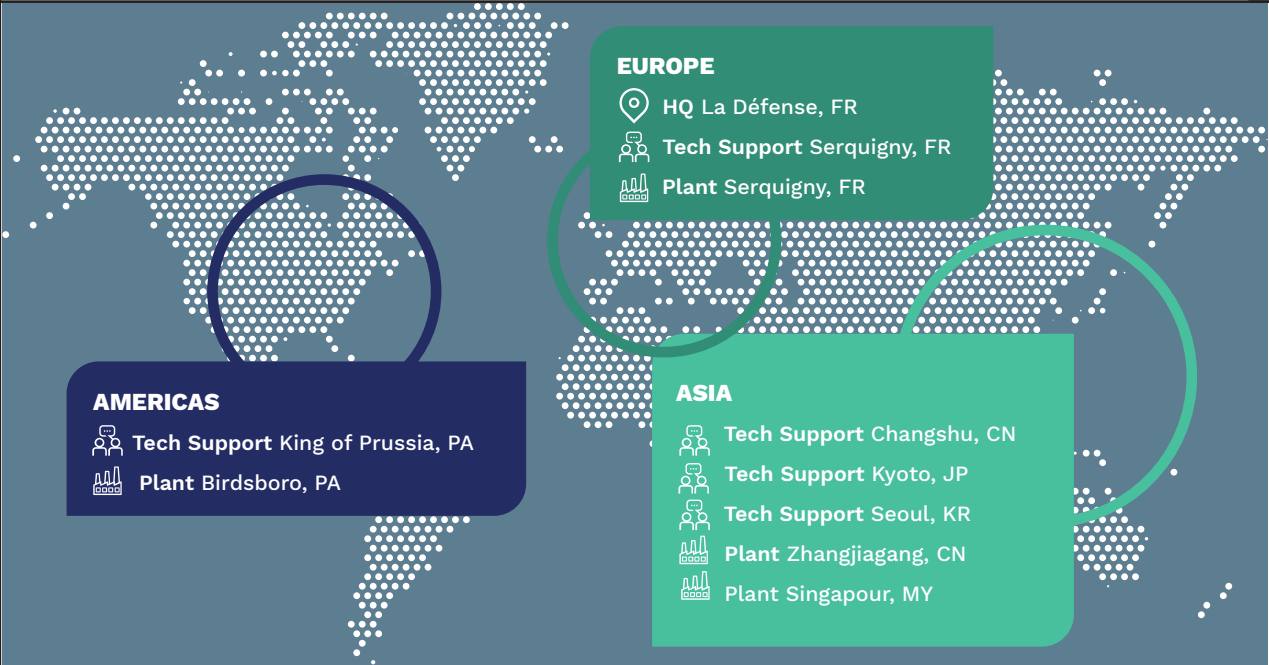 EUROPE
HQ La Défense, FR
Tech Support Serquigny, FR
Plant Serquigny, FR
AMERICAS
Tech Support King of Prussia, PA
Plant Birdsboro, PA
ASIA
Tech Support Changshu, CN
Tech Support Kyoto, JP
Tech Support Seoul, KR
Plant Zhangjiagang, CN
Plant Singapour, MY